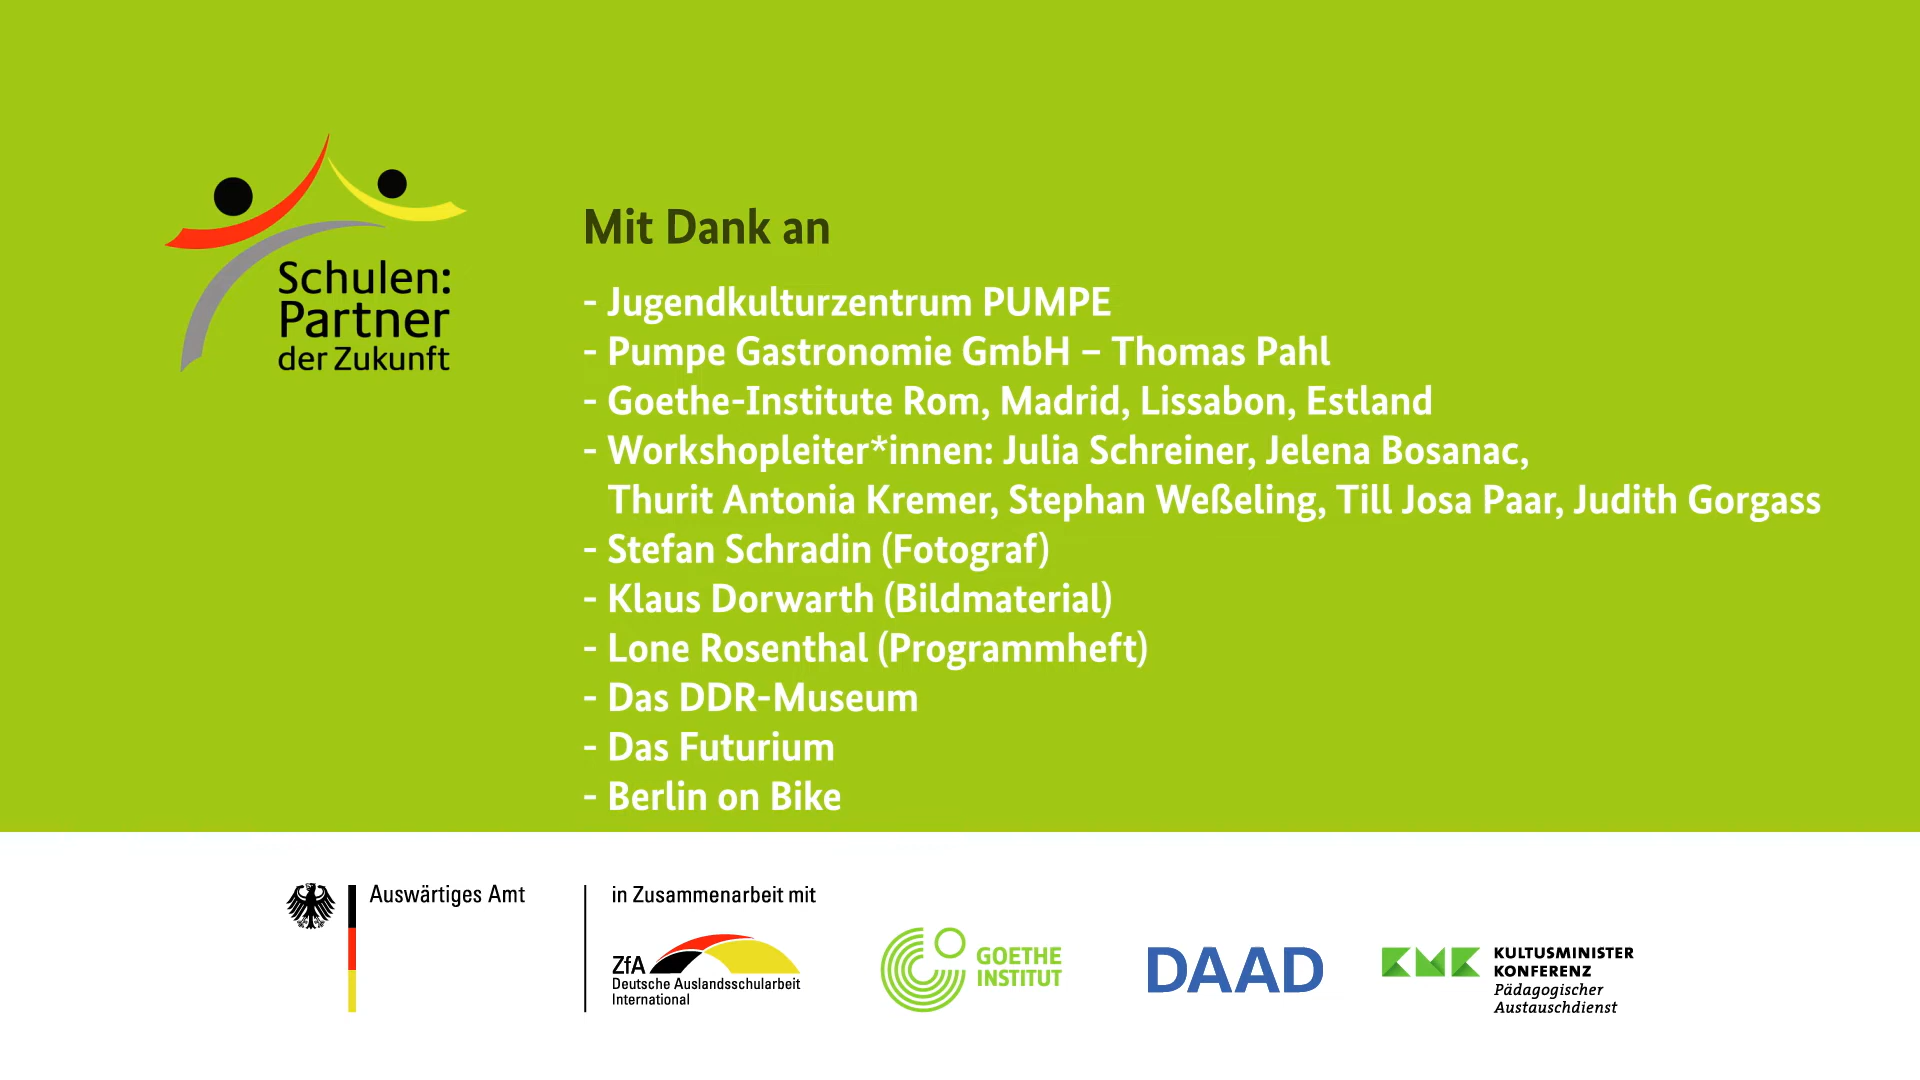 Schulen:
Partner
der Zukunft
Mit Dank an
- Jugendkulturzentrum PUMPE
- Pumpe Gastronomie GmbH – Thomas Pahl
- Goethe-Institute Rom, Madrid, Lissabon, Estland
- Workshopleiter*innen: Julia Schreiner, Jelena Bosanac,
Thurit Antonia Kremer, Stephan Weßeling, Till Josa Paar, Judith Gorgass
- Stefan Schradin (Fotograf)
- Klaus Dorwarth (Bildmaterial)
- Lone Rosenthal (Programmheft)
- Das DDR-Museum
- Das Futurium
- Berlin on Bike
Auswärtiges Amt
in Zusammenarbeit mit
ZfA
Deutsche Auslandsschularbeit
International
GOETHE
INSTITUT
DAAD
KMK
KULTUSMINISTER
KONFERENZ
Pädagogischer
Austauschdienst